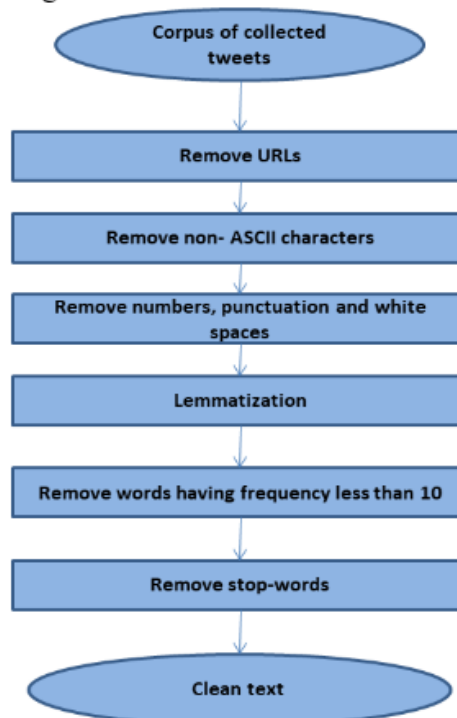 Corpus of collected
tweets
Remove URLs
Remove non- ASCII characters
Remove numbers, punctuation and white
spaces
Lemmatization
Remove words having frequency less than 10
Remove stop-words
Clean text